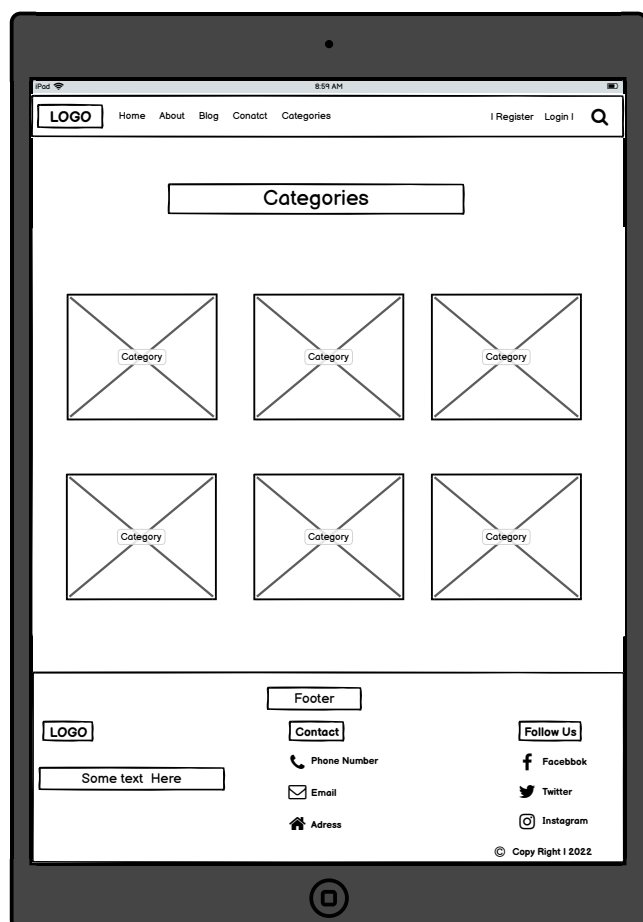 iPad 8:59 AM
LOGO Home About Blog Conatct Categories I Register Login I
Categories
Category Category Category
Category Category Category
Footer
LOGO Contact Follow Us
Phone Number Facebbok
Some text Here
Email Twitter
Adress Instagram
© Copy Right I 2022